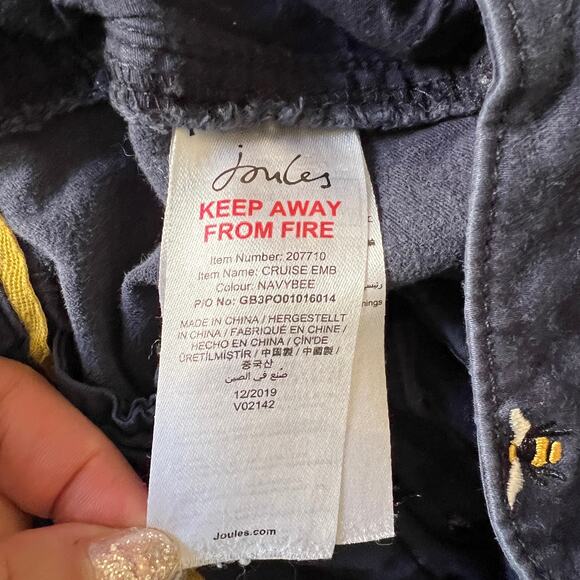 joules
KEEP AWAY
FROM FIRE
Item Number: 207710
Item Name: CRUISE EMB
Colour: NAVYBEE
P/O No: GB3PO01016014
MADE IN CHINA / HERGESTELLT
IN CHINA / FABRIQUÉ EN CHINE /
HECHO EN CHINA / ÇİN'DE
ÜRETİLMİŞTİR / 中国製 / 中國製 /
중국산
صُنع في الصين
12/2019
V02142
Joules.com